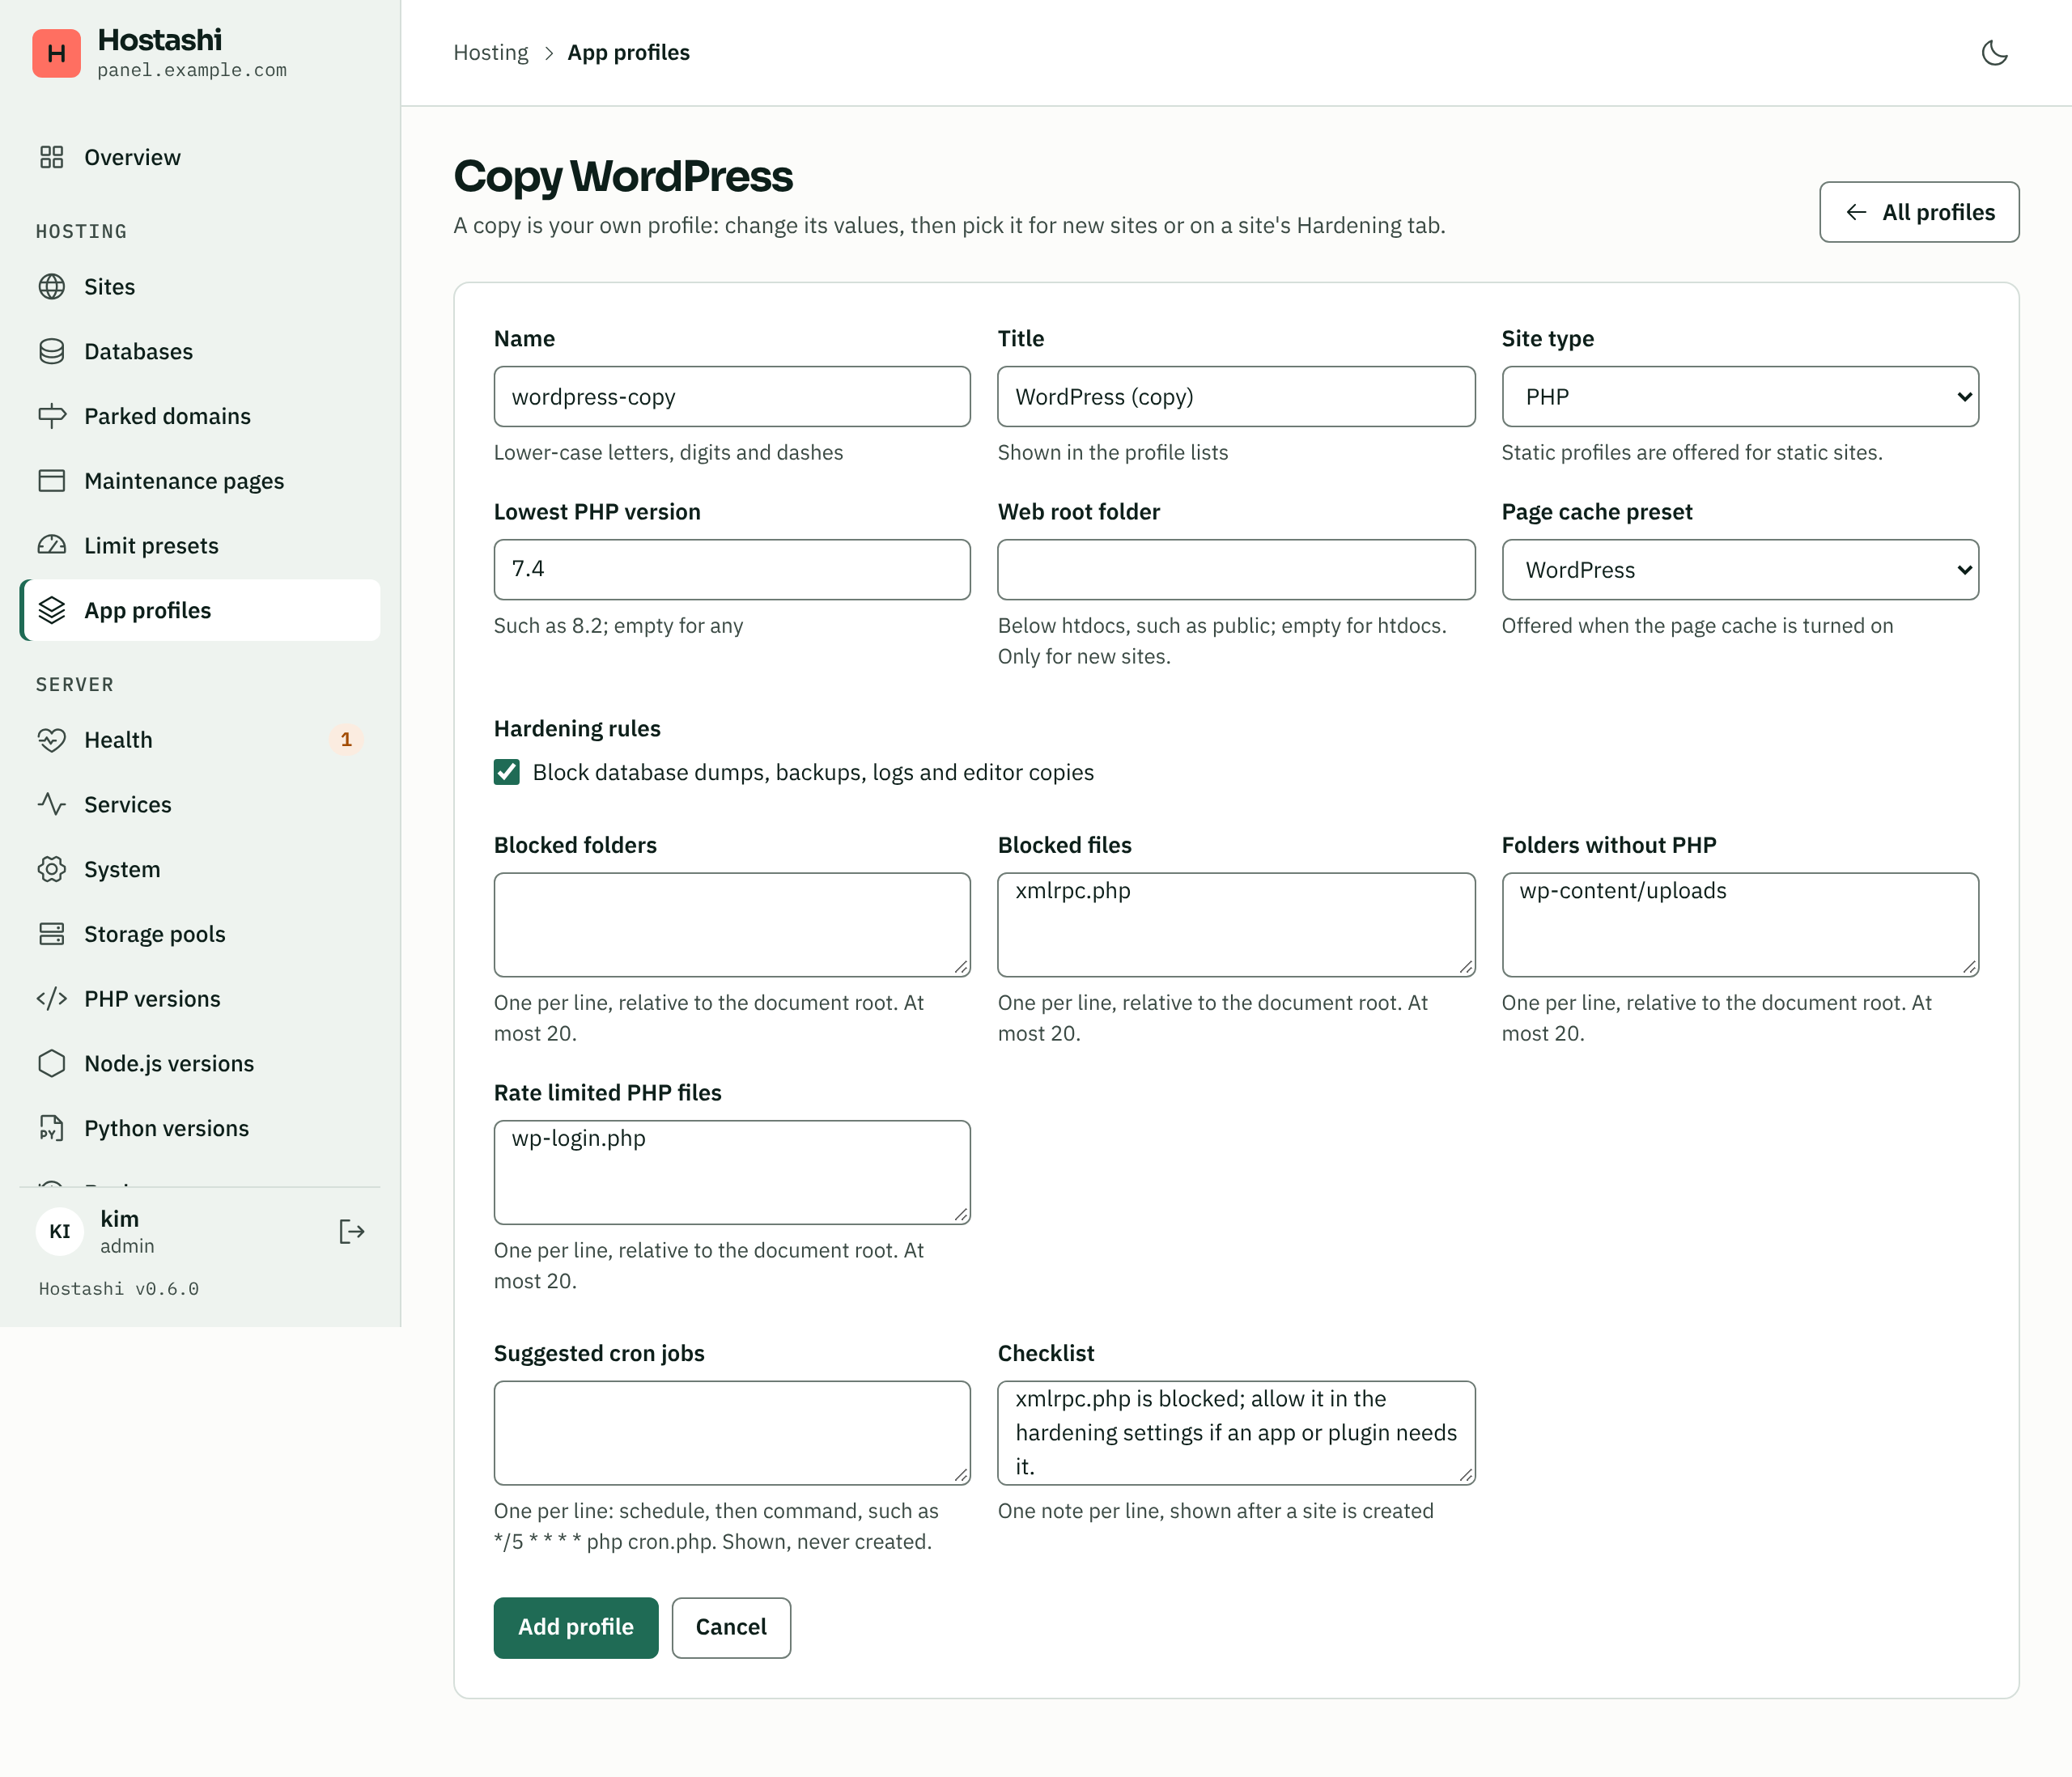 H
Hostashi
panel.example.com
Overview
HOSTING
Sites
Databases
Parked domains
Maintenance pages
Limit presets
App profiles
SERVER
Health
1
Services
System
Storage pools
PHP versions
Node.js versions
PY
Python versions
KI
kim
admin
Hostashi v0.6.0
Hosting
App profiles
Copy WordPress
A copy is your own profile: change its values, then pick it for new sites or on a site's Hardening tab.
All profiles
Name
Title
Site type
wordpress-copy
WordPress (copy)
PHP
Lower-case letters, digits and dashes
Shown in the profile lists
Static profiles are offered for static sites.
Lowest PHP version
Web root folder
Page cache preset
7.4
WordPress
Such as 8.2; empty for any
Below htdocs, such as public; empty for htdocs.
Only for new sites.
Offered when the page cache is turned on
Hardening rules
Block database dumps, backups, logs and editor copies
Blocked folders
Blocked files
Folders without PHP
xmlrpc.php
wp-content/uploads
One per line, relative to the document root. At
most 20.
One per line, relative to the document root. At
most 20.
One per line, relative to the document root. At
most 20.
Rate limited PHP files
wp-login.php
One per line, relative to the document root. At
most 20.
Suggested cron jobs
Checklist
xmlrpc.php is blocked; allow it in the
hardening settings if an app or plugin needs
it.
One per line: schedule, then command, such as
*/5 * * * * php cron.php. Shown, never created.
One note per line, shown after a site is created
Add profile
Cancel